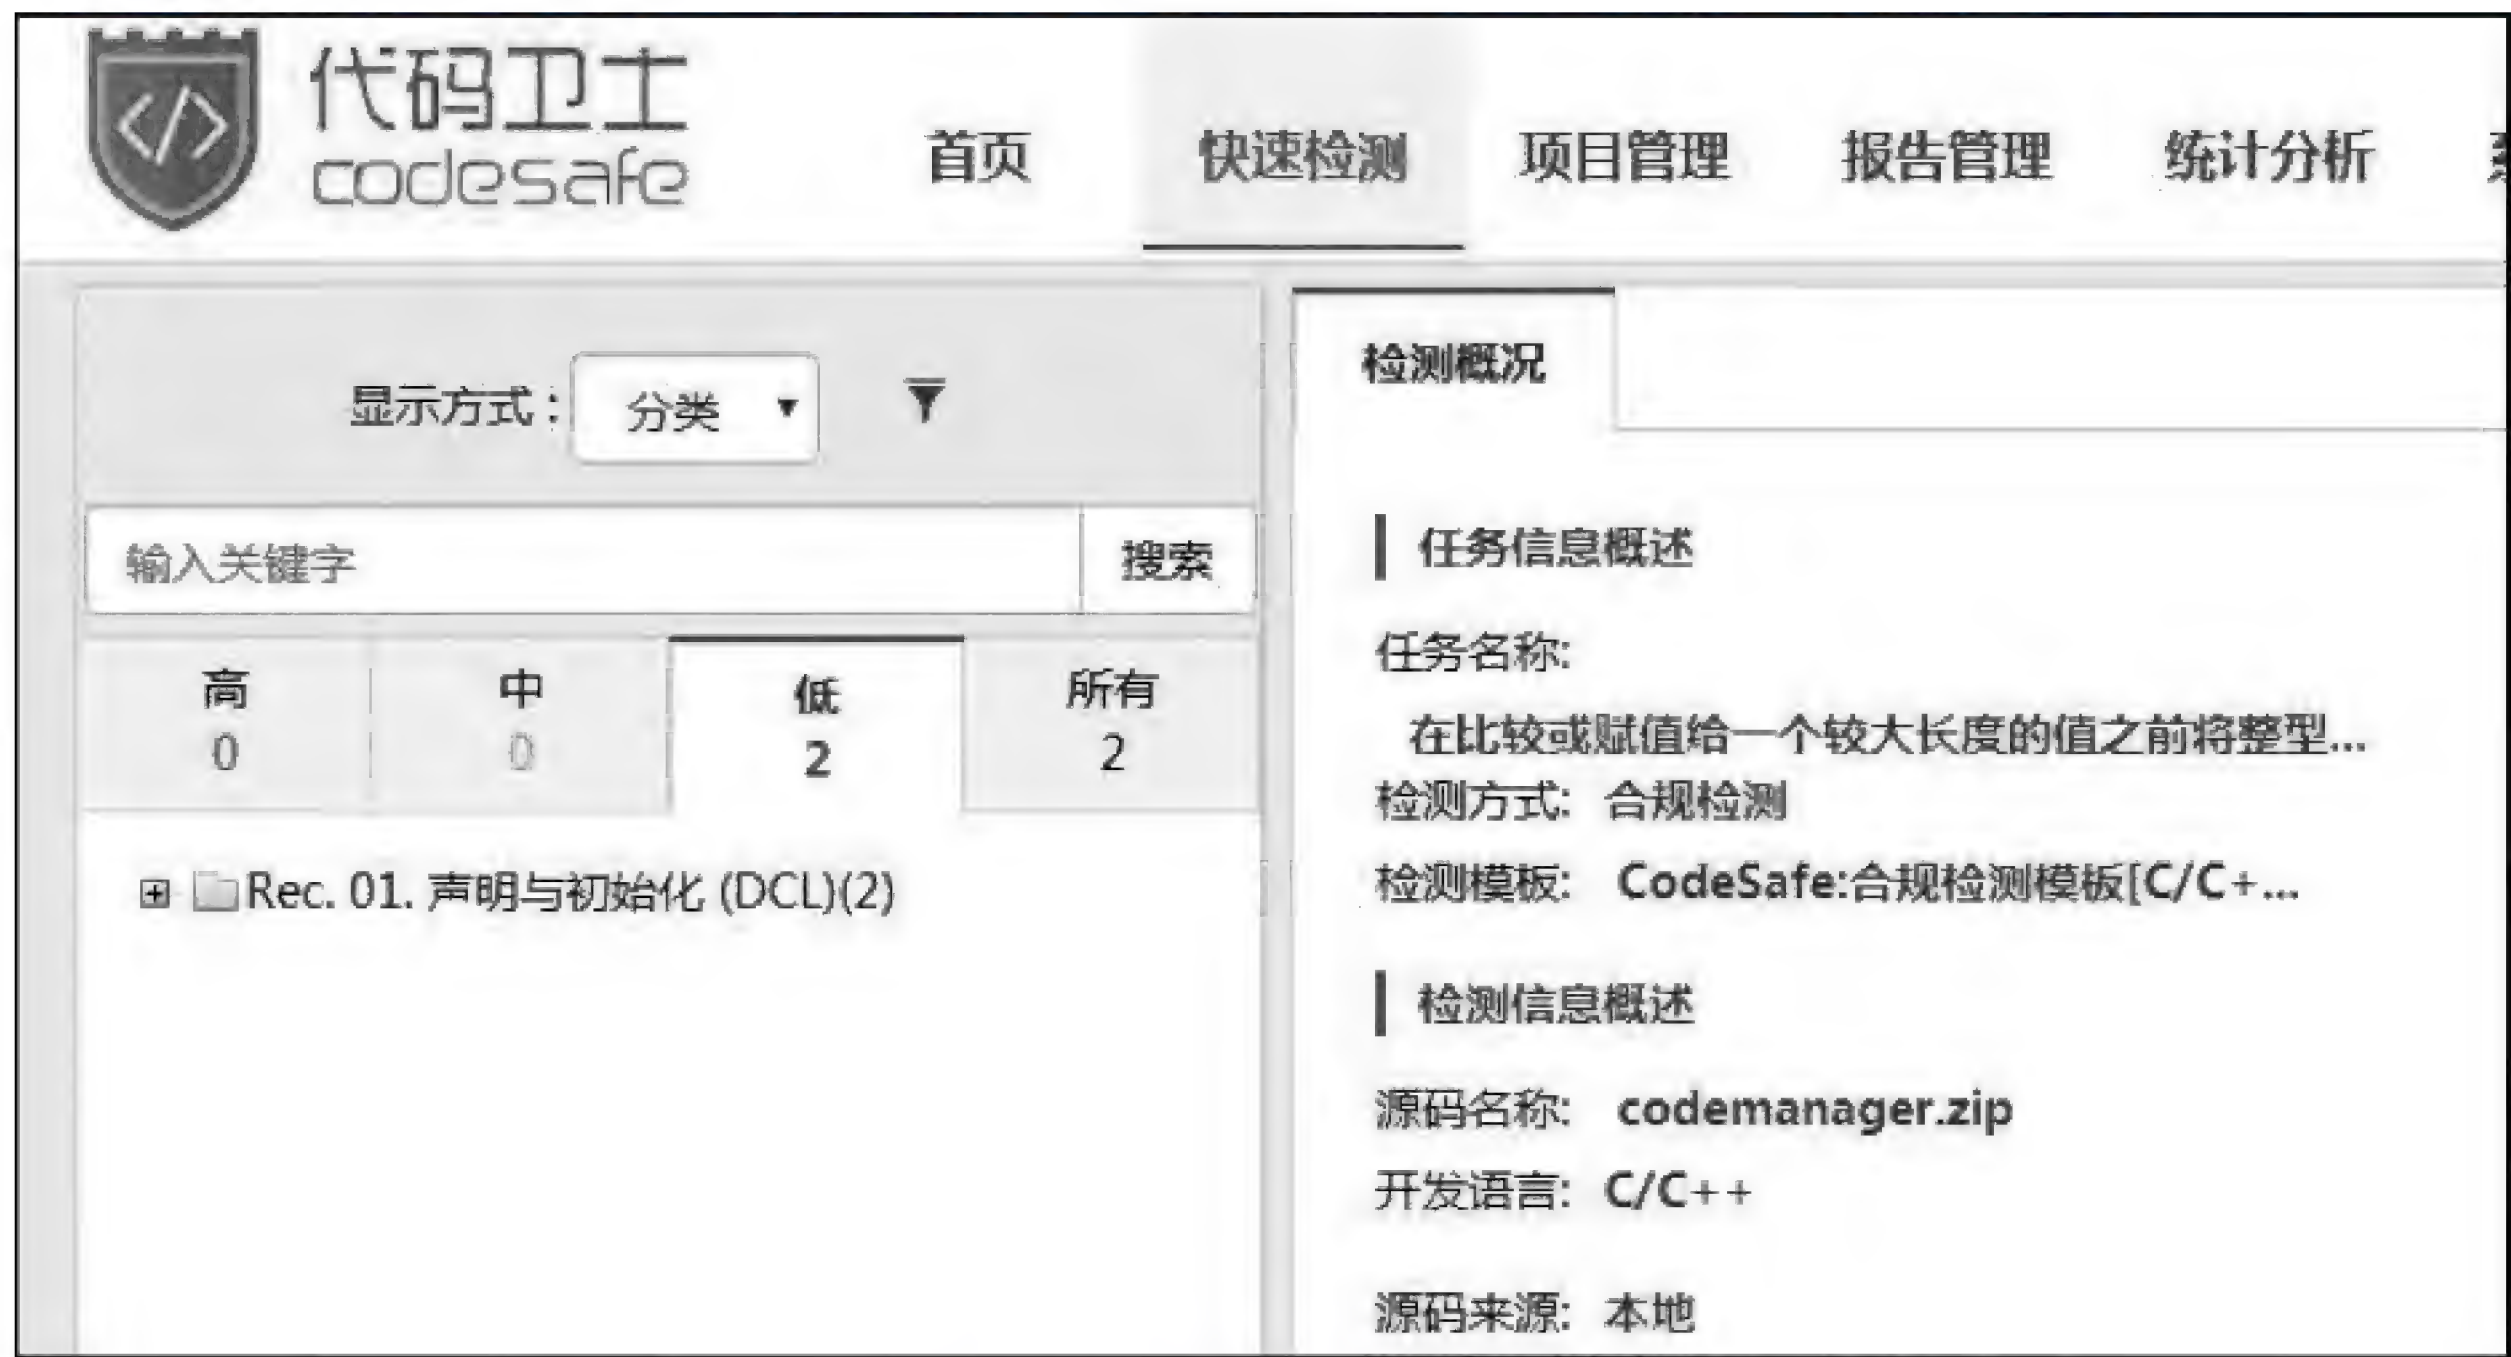 代码卫士
codesafe
首页 快速检测 项目管理 报告管理 统计分析
显示方式： 分类
输入关键字 搜索
高 中 低 所有
0 0 2 2
Rec. 01. 声明与初始化 (DCL)(2)
检测概况
任务信息概述
任务名称:
在比较或赋值给一个较大长度的值之前将整型...
检测方式: 合规检测
检测模板: CodeSafe:合规检测模板[C/C+...
检测信息概述
源码名称: codemanager.zip
开发语言: C/C++
源码来源: 本地